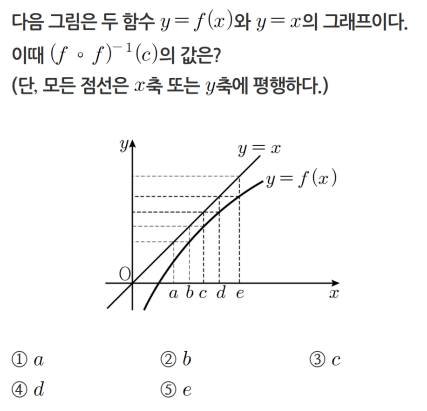 다음 그림은 두 함수 y = f(x)와 y = x의 그래프이다.
이때 (f ∘ f)⁻¹(c)의 값은?
(단, 모든 점선은 x축 또는 y축에 평행하다.)
y
y = x
y = f(x)
O
a b c d e
x
① a ② b ③ c
④ d ⑤ e